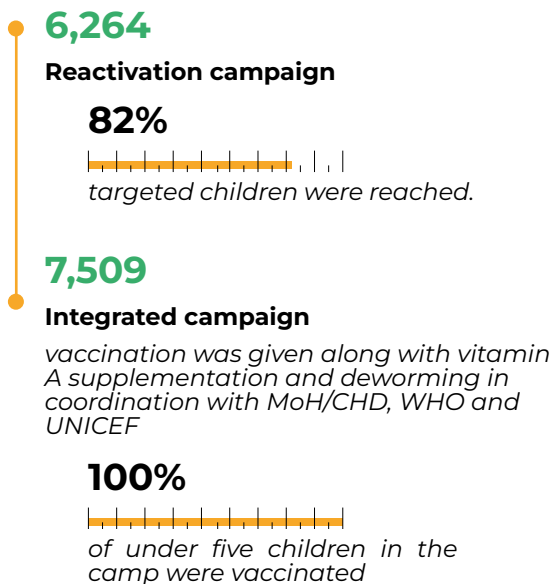 6,264
Reactivation campaign
82%
targeted children were reached.
7,509
Integrated campaign
vaccination was given along with vitamin
A supplementation and deworming in
coordination with MoH/CHD, WHO and
UNICEF
100%
of under five children in the
camp were vaccinated